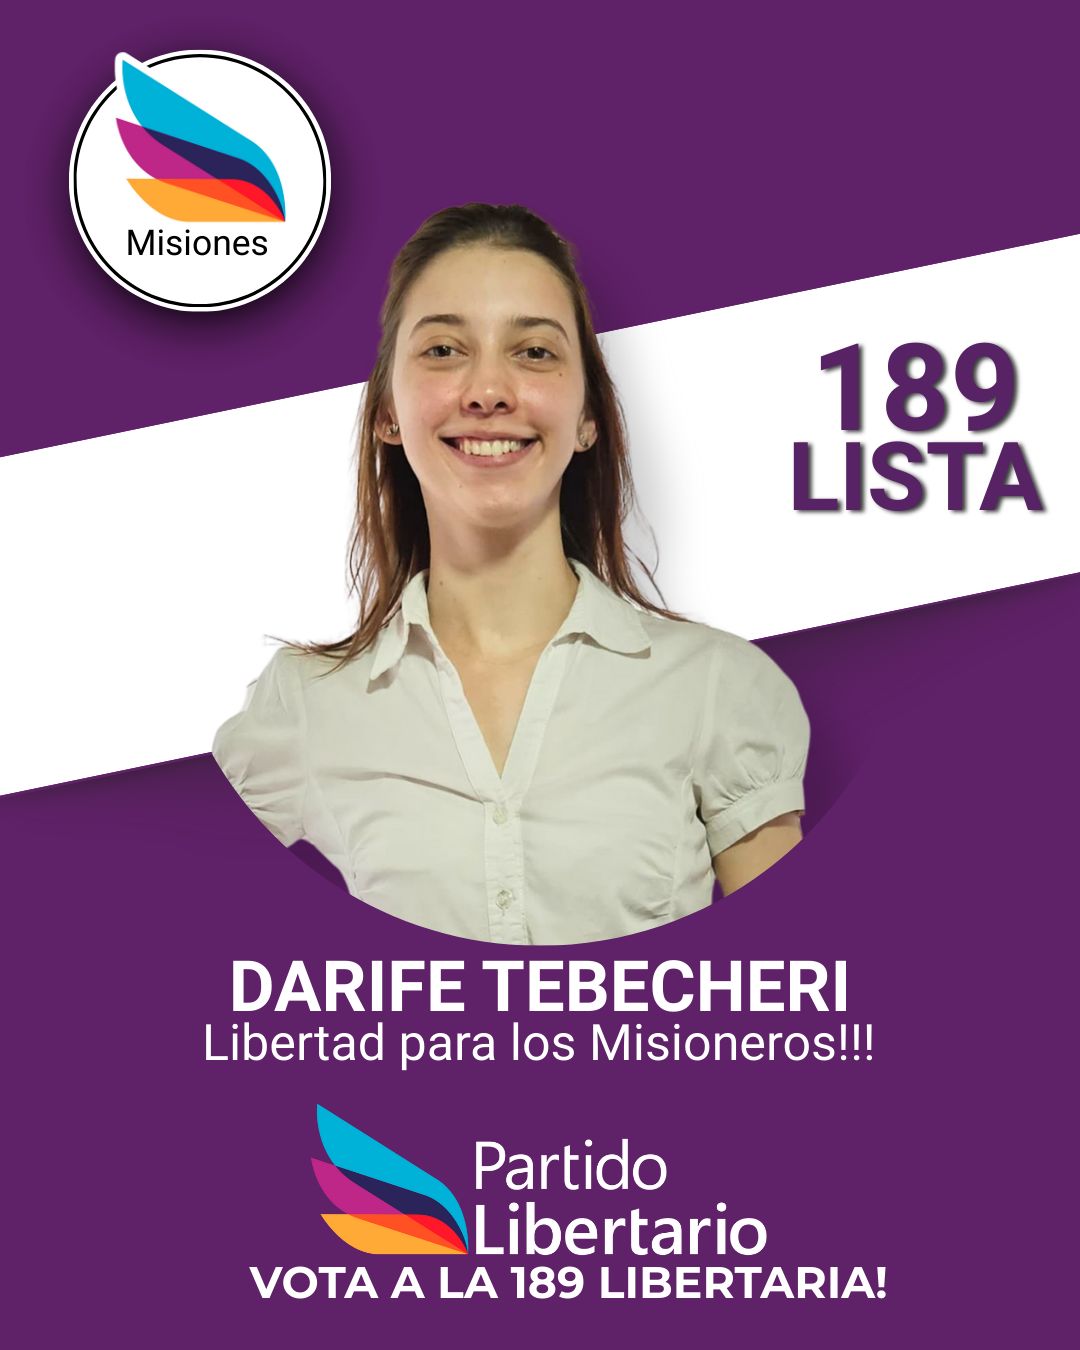 Misiones
189
LISTA
DARIFE TEBECHERI
Libertad para los Misioneros!!!
Partido
Libertario
VOTA A LA 189 LIBERTARIA!